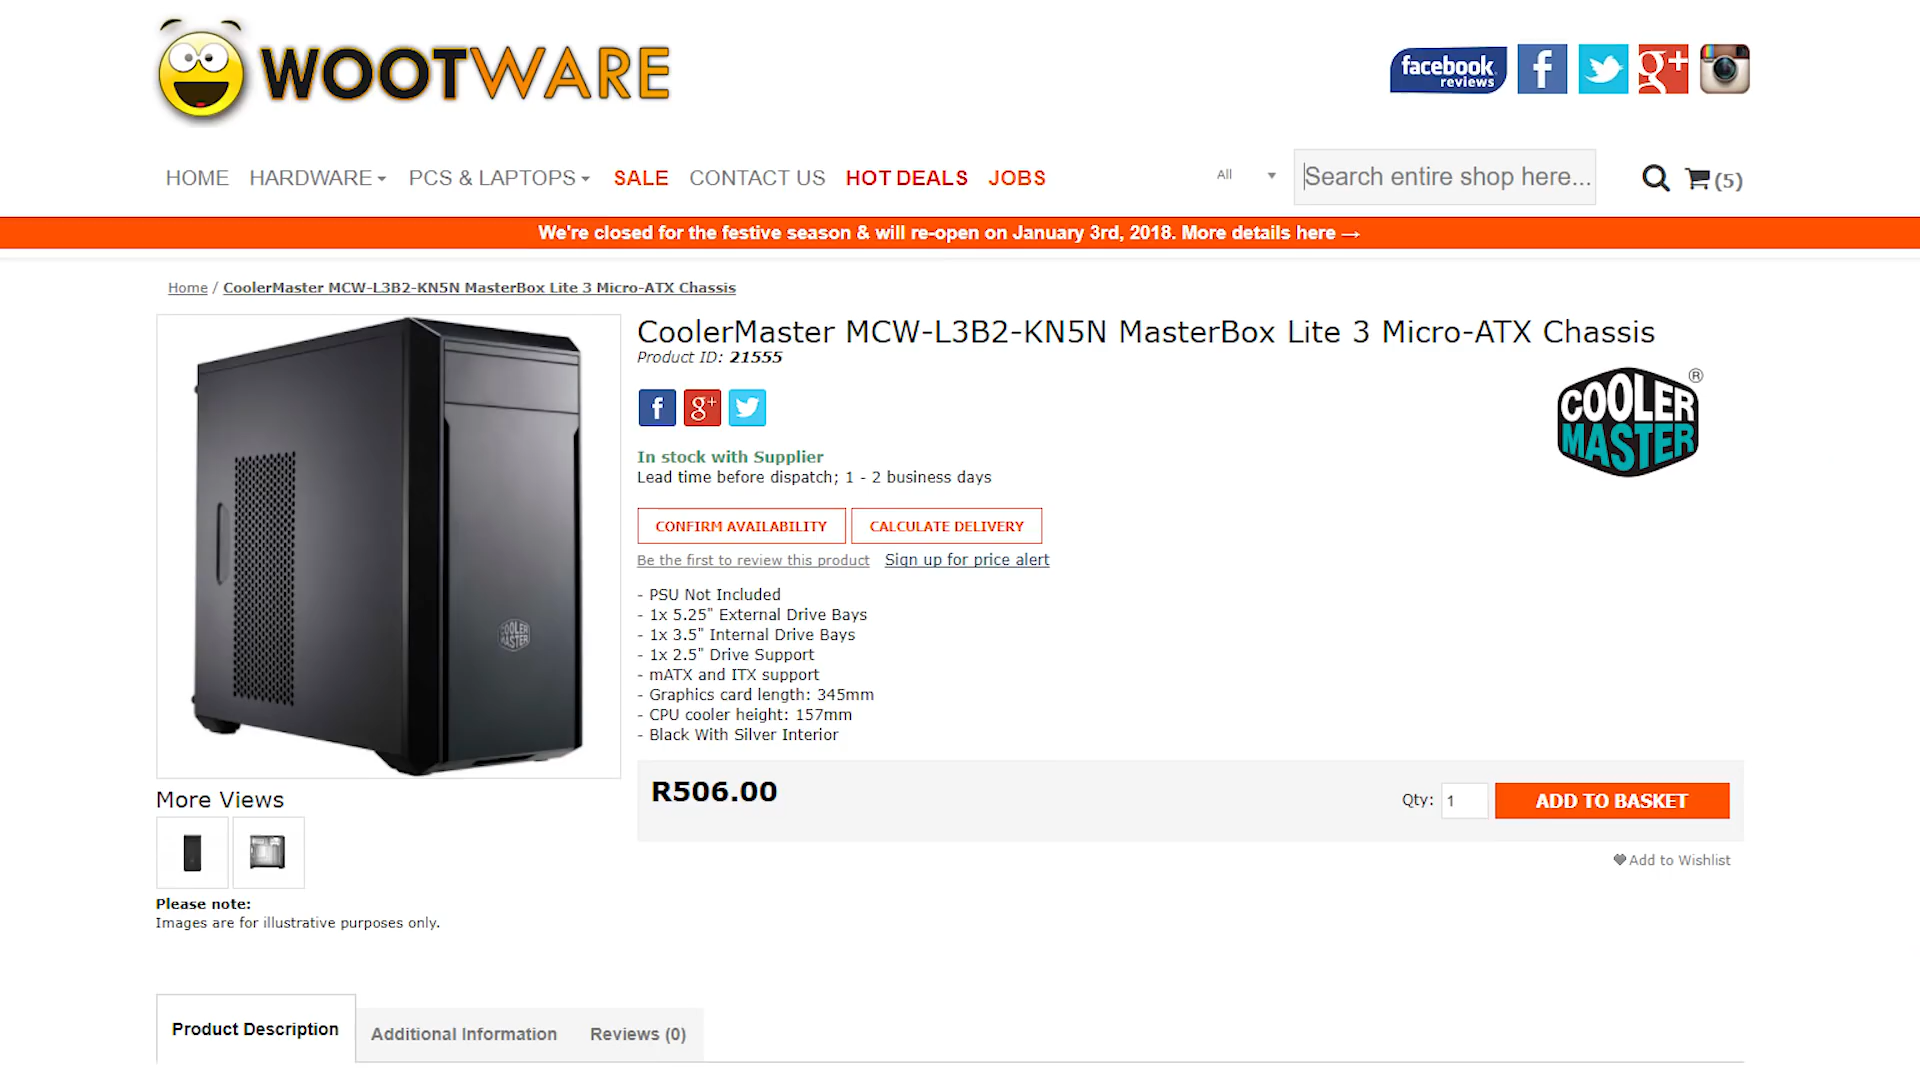 WOOTWARE
facebook
reviews
HOME HARDWARE PCS & LAPTOPS SALE CONTACT US HOT DEALS JOBS All Search entire shop here... (5)
We're closed for the festive season & will re-open on January 3rd, 2018. More details here →
Home / CoolerMaster MCW-L3B2-KN5N MasterBox Lite 3 Micro-ATX Chassis
CoolerMaster MCW-L3B2-KN5N MasterBox Lite 3 Micro-ATX Chassis
Product ID: 21555
f g+
COOLER
MASTER
®
In stock with Supplier
Lead time before dispatch; 1 - 2 business days
CONFIRM AVAILABILITY CALCULATE DELIVERY
Be the first to review this product Sign up for price alert
- PSU Not Included
- 1x 5.25" External Drive Bays
- 1x 3.5" Internal Drive Bays
- 1x 2.5" Drive Support
- mATX and ITX support
- Graphics card length: 345mm
- CPU cooler height: 157mm
- Black With Silver Interior
COOLER
MASTER
R506.00
Qty: 1 ADD TO BASKET
Add to Wishlist
More Views
Please note:
Images are for illustrative purposes only.
Product Description Additional Information Reviews (0)